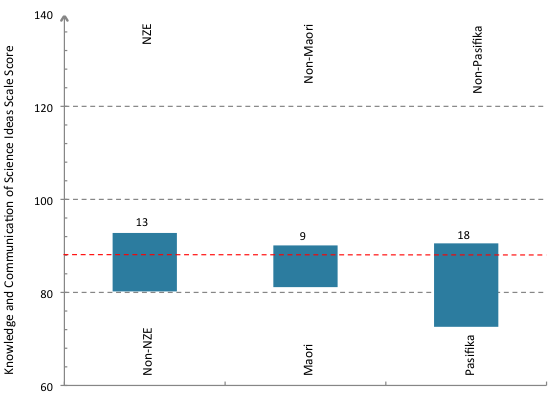 Knowledge and Communication of Science Ideas Scale Score
140
120
100
80
60
NZE
Non-Maori
Non-Pasifika
13
9
18
Non-NZE
Maori
Pasifika